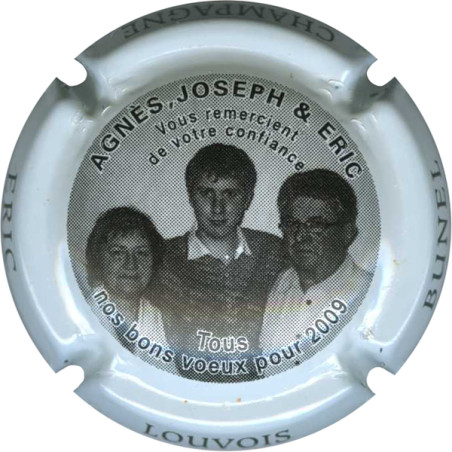 CHAMPAGNE
ERIC
BUNEL
LOUVOIS
AGNÈS, JOSEPH & ERIC
Vous remercient
de votre confiance
Tous
nos bons voeux pour 2009